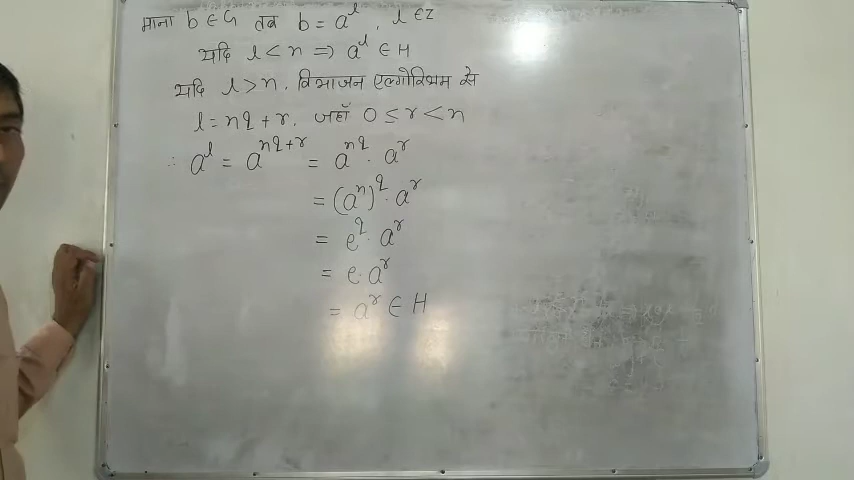 माना b ∈ G तब b = a^l, l ∈ Z
यदि l < n ⇒ a^l ∈ H
यदि l > n, विभाजन एल्गोरिथम से
l = nq + r, जहाँ 0 ≤ r < n
∴ a^l = a^{nq+r} = a^{nq} · a^r
= (a^n)^q · a^r
= e^q · a^r
= e · a^r
= a^r ∈ H